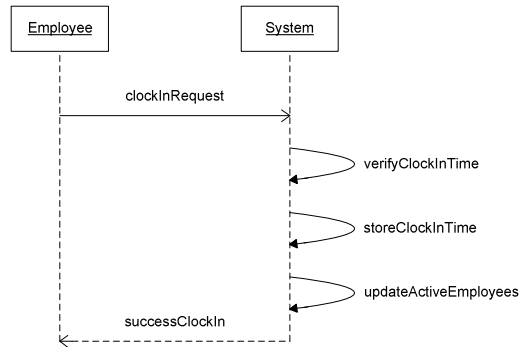 Employee
System
clockInRequest
verifyClockInTime
storeClockInTime
updateActiveEmployees
successClockIn